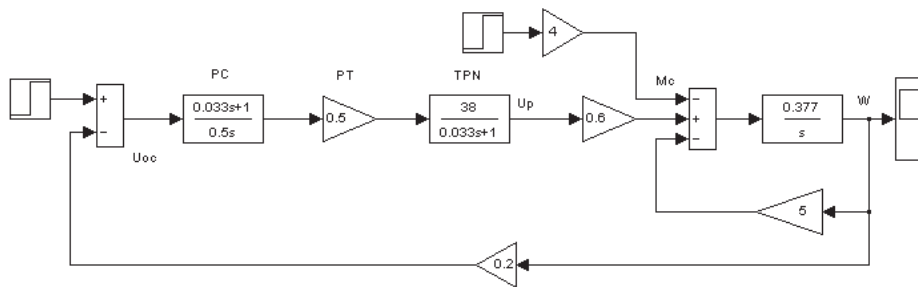 4
PC
PT
TPN
Mc
+
−
0.033s+1
0.5s
0.5
38
0.033s+1
Up
0.6
−
+
−
0.377
s
W
Uoc
5
0.2